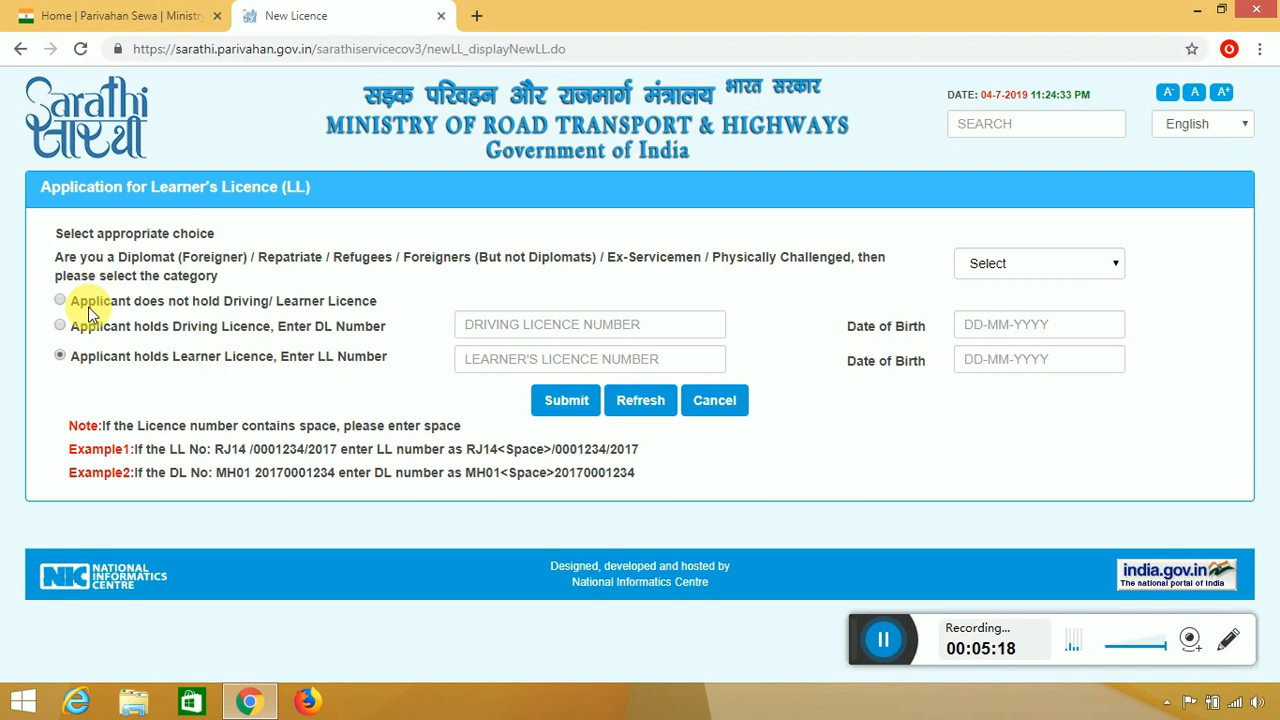 Home | Parivahan Sewa | Ministry
New Licence
https://sarathi.parivahan.gov.in/sarathiservicecov3/newLL_displayNewLL.do
Sarathi
सारथी
सड़क परिवहन और राजमार्ग मंत्रालय भारत सरकार
MINISTRY OF ROAD TRANSPORT & HIGHWAYS
Government of India
DATE: 04-7-2019 11:24:33 PM
A- A A+
SEARCH
English
Application for Learner's Licence (LL)
Select appropriate choice
Are you a Diplomat (Foreigner) / Repatriate / Refugees / Foreigners (But not Diplomats) / Ex-Servicemen / Physically Challenged, then
please select the category
Select
Applicant does not hold Driving/ Learner Licence
Applicant holds Driving Licence, Enter DL Number
DRIVING LICENCE NUMBER
Date of Birth
DD-MM-YYYY
Applicant holds Learner Licence, Enter LL Number
LEARNER'S LICENCE NUMBER
Date of Birth
DD-MM-YYYY
Submit
Refresh
Cancel
Note:If the Licence number contains space, please enter space
Example1:If the LL No: RJ14 /0001234/2017 enter LL number as RJ14<Space>/0001234/2017
Example2:If the DL No: MH01 20170001234 enter DL number as MH01<Space>20170001234
NIC NATIONAL
INFORMATICS
CENTRE
Designed, developed and hosted by
National Informatics Centre
india.gov.in
The national portal of India
Recording...
00:05:18